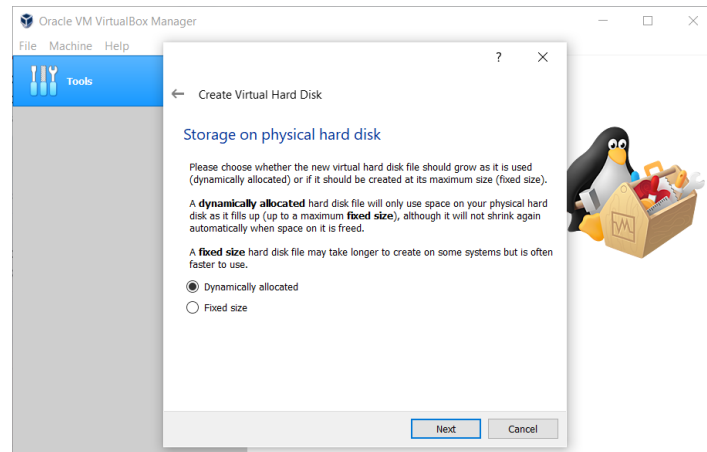 Oracle VM VirtualBox Manager
File Machine Help
Tools
?
Create Virtual Hard Disk
Storage on physical hard disk
Please choose whether the new virtual hard disk file should grow as it is used
(dynamically allocated) or if it should be created at its maximum size (fixed size).
A dynamically allocated hard disk file will only use space on your physical hard
disk as it fills up (up to a maximum fixed size), although it will not shrink again
automatically when space on it is freed.
A fixed size hard disk file may take longer to create on some systems but is often
faster to use.
Dynamically allocated
Fixed size
Next Cancel